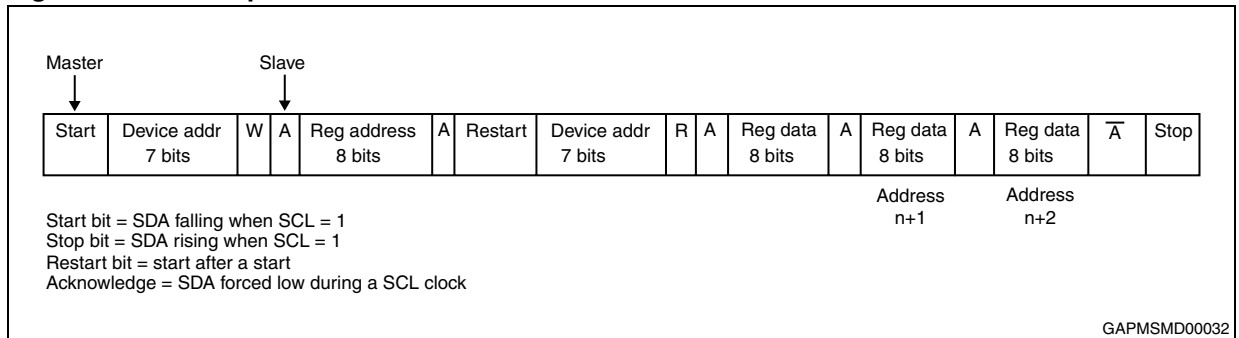 Master Slave
Start Device addr W A Reg address A Restart Device addr R A Reg data A Reg data A Reg data A̅ Stop
7 bits 8 bits 7 bits 8 bits 8 bits 8 bits
Address Address
n+1 n+2
Start bit = SDA falling when SCL = 1
Stop bit = SDA rising when SCL = 1
Restart bit = start after a start
Acknowledge = SDA forced low during a SCL clock
GAPMSMD00032